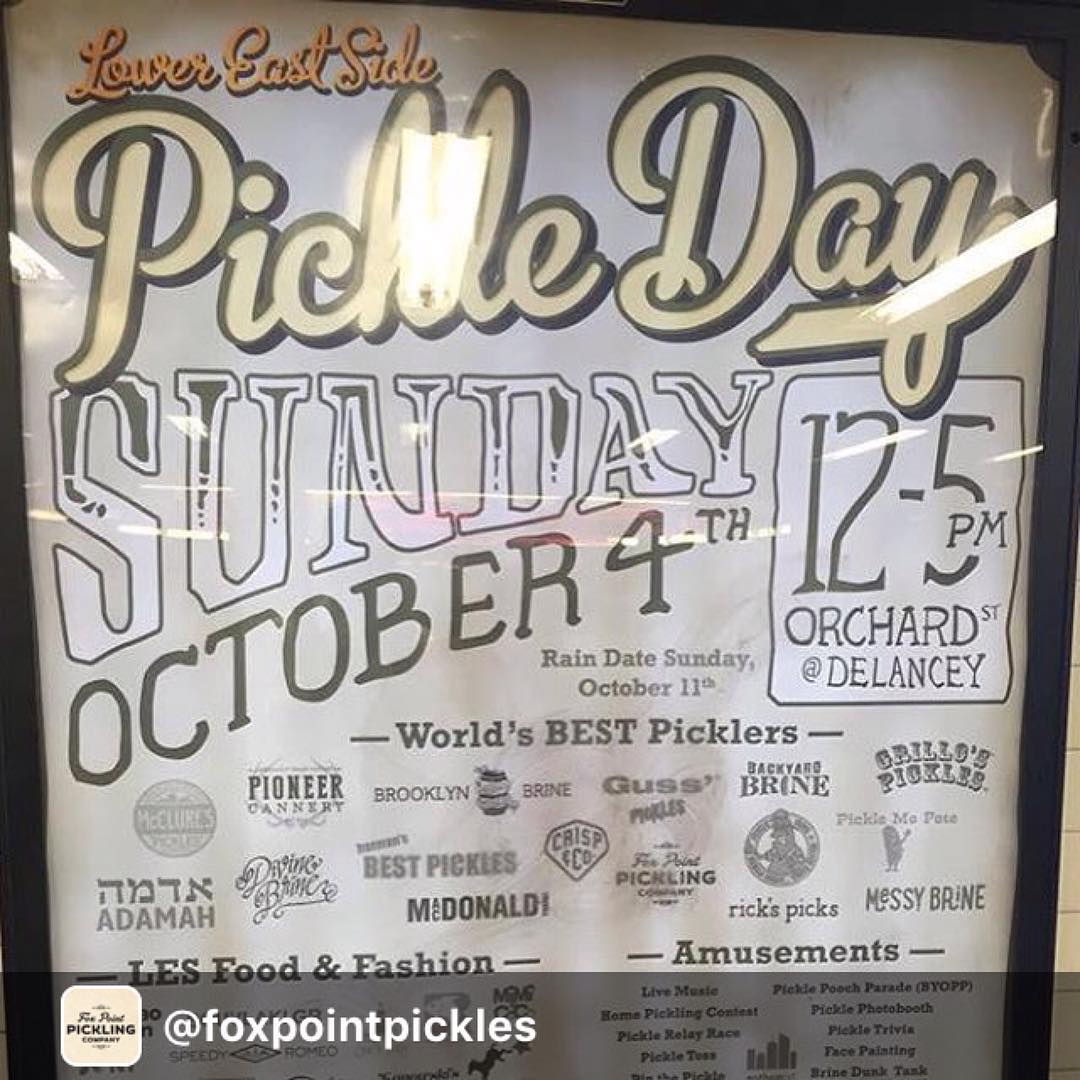 Lower East Side
Pickle Day
SUNDAY
OCTOBER 4TH
12-5
PM
ORCHARD ST
@ DELANCEY
Rain Date Sunday,
October 11th
— World's BEST Picklers —
McCLURE'S
PICKLES
PIONEER
CANNERY
BROOKLYN BRINE
Guss'
PICKLES
BACKYARD
BRINE
GRILLO'S
PICKLES
אדמה
ADAMAH
Divine
Brine
BEST PICKLES
MCDONALD
CRISP
& CO
Fox Point
PICKLING
COMPANY
rick's picks
Pickle Me Pete
MESSY BRINE
— LES Food & Fashion —
SPEEDY ROMEO
— Amusements —
Live Music
Home Pickling Contest
Pickle Relay Race
Pickle Toss
Pin the Pickle
Pickle Pooch Parade (BYOPP)
Pickle Photobooth
Pickle Trivia
Face Painting
Brine Dunk Tank
Fox Point
PICKLING
COMPANY
@foxpointpickles